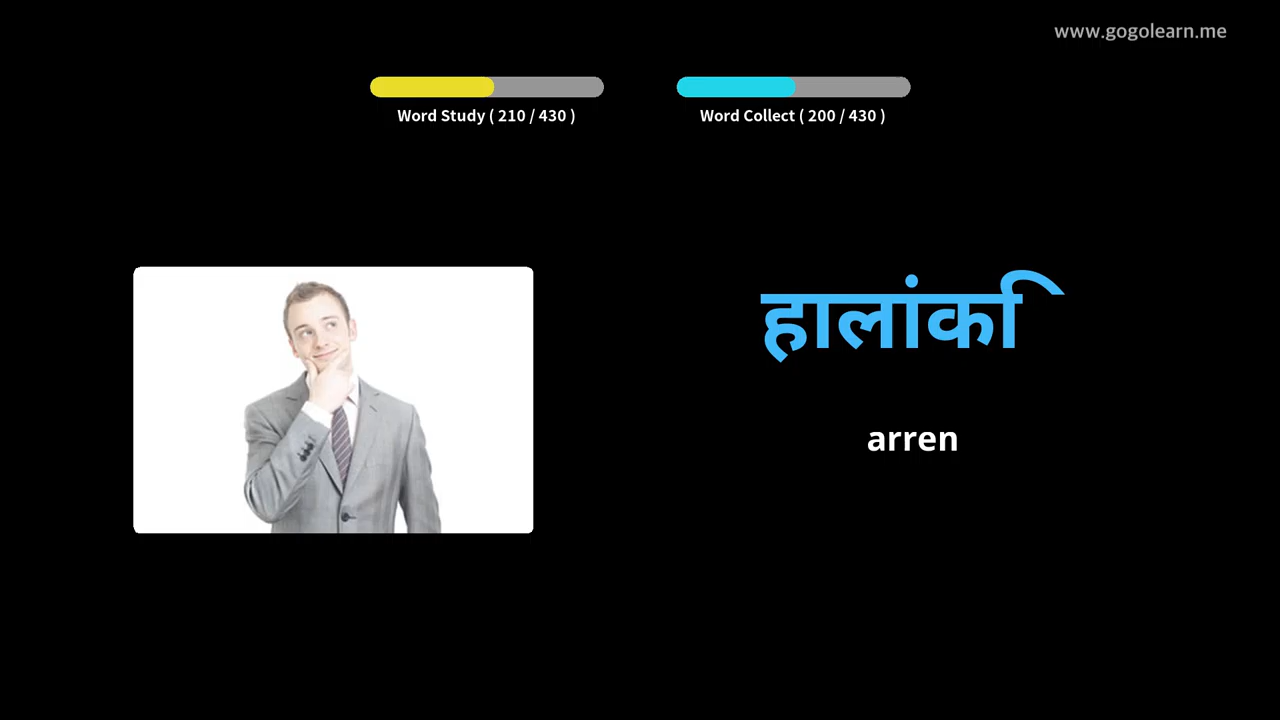 www.gogolearn.me
Word Study ( 210 / 430 )
Word Collect ( 200 / 430 )
हालांकि
arren